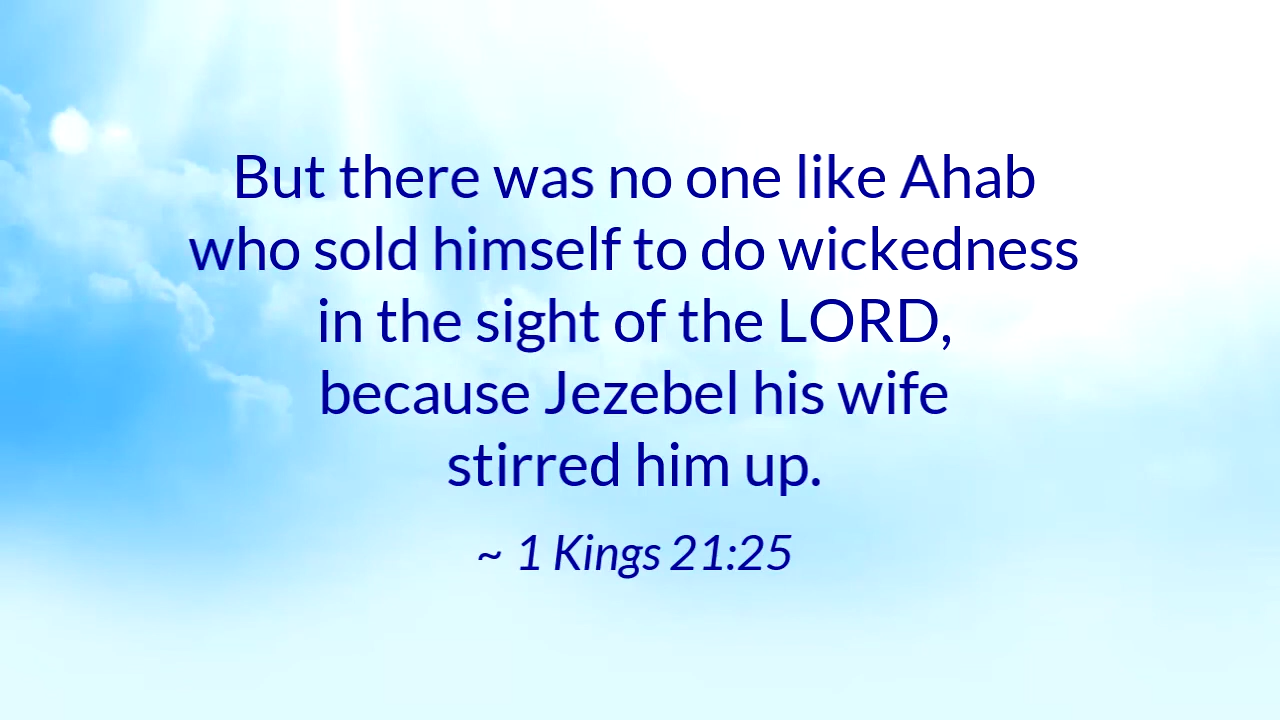 But there was no one like Ahab
who sold himself to do wickedness
in the sight of the LORD,
because Jezebel his wife
stirred him up.
~ 1 Kings 21:25